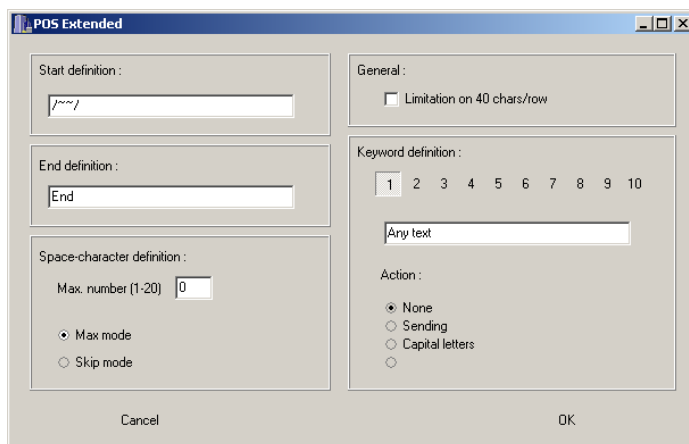 POS Extended
Start definition :
/~~/
End definition :
End
Space-character definition :
Max. number (1-20) 0
Max mode
Skip mode
General :
Limitation on 40 chars/row
Keyword definition :
1 2 3 4 5 6 7 8 9 10
Any text
Action :
None
Sending
Capital letters
Cancel
OK